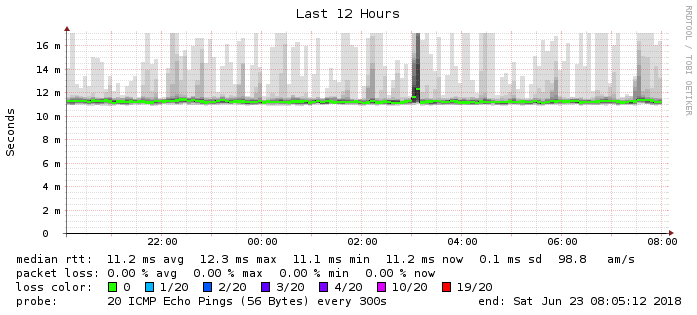 Last 12 Hours
RRDTOOL / TOBI OETIKER
Seconds
16 m
14 m
12 m
10 m
8 m
6 m
4 m
2 m
0
22:00 00:00 02:00 04:00 06:00 08:00
median rtt: 11.2 ms avg 12.3 ms max 11.1 ms min 11.2 ms now 0.1 ms sd 98.8 am/s
packet loss: 0.00 % avg 0.00 % max 0.00 % min 0.00 % now
loss color: 0 1/20 2/20 3/20 4/20 10/20 19/20
probe: 20 ICMP Echo Pings (56 Bytes) every 300s end: Sat Jun 23 08:05:12 2018